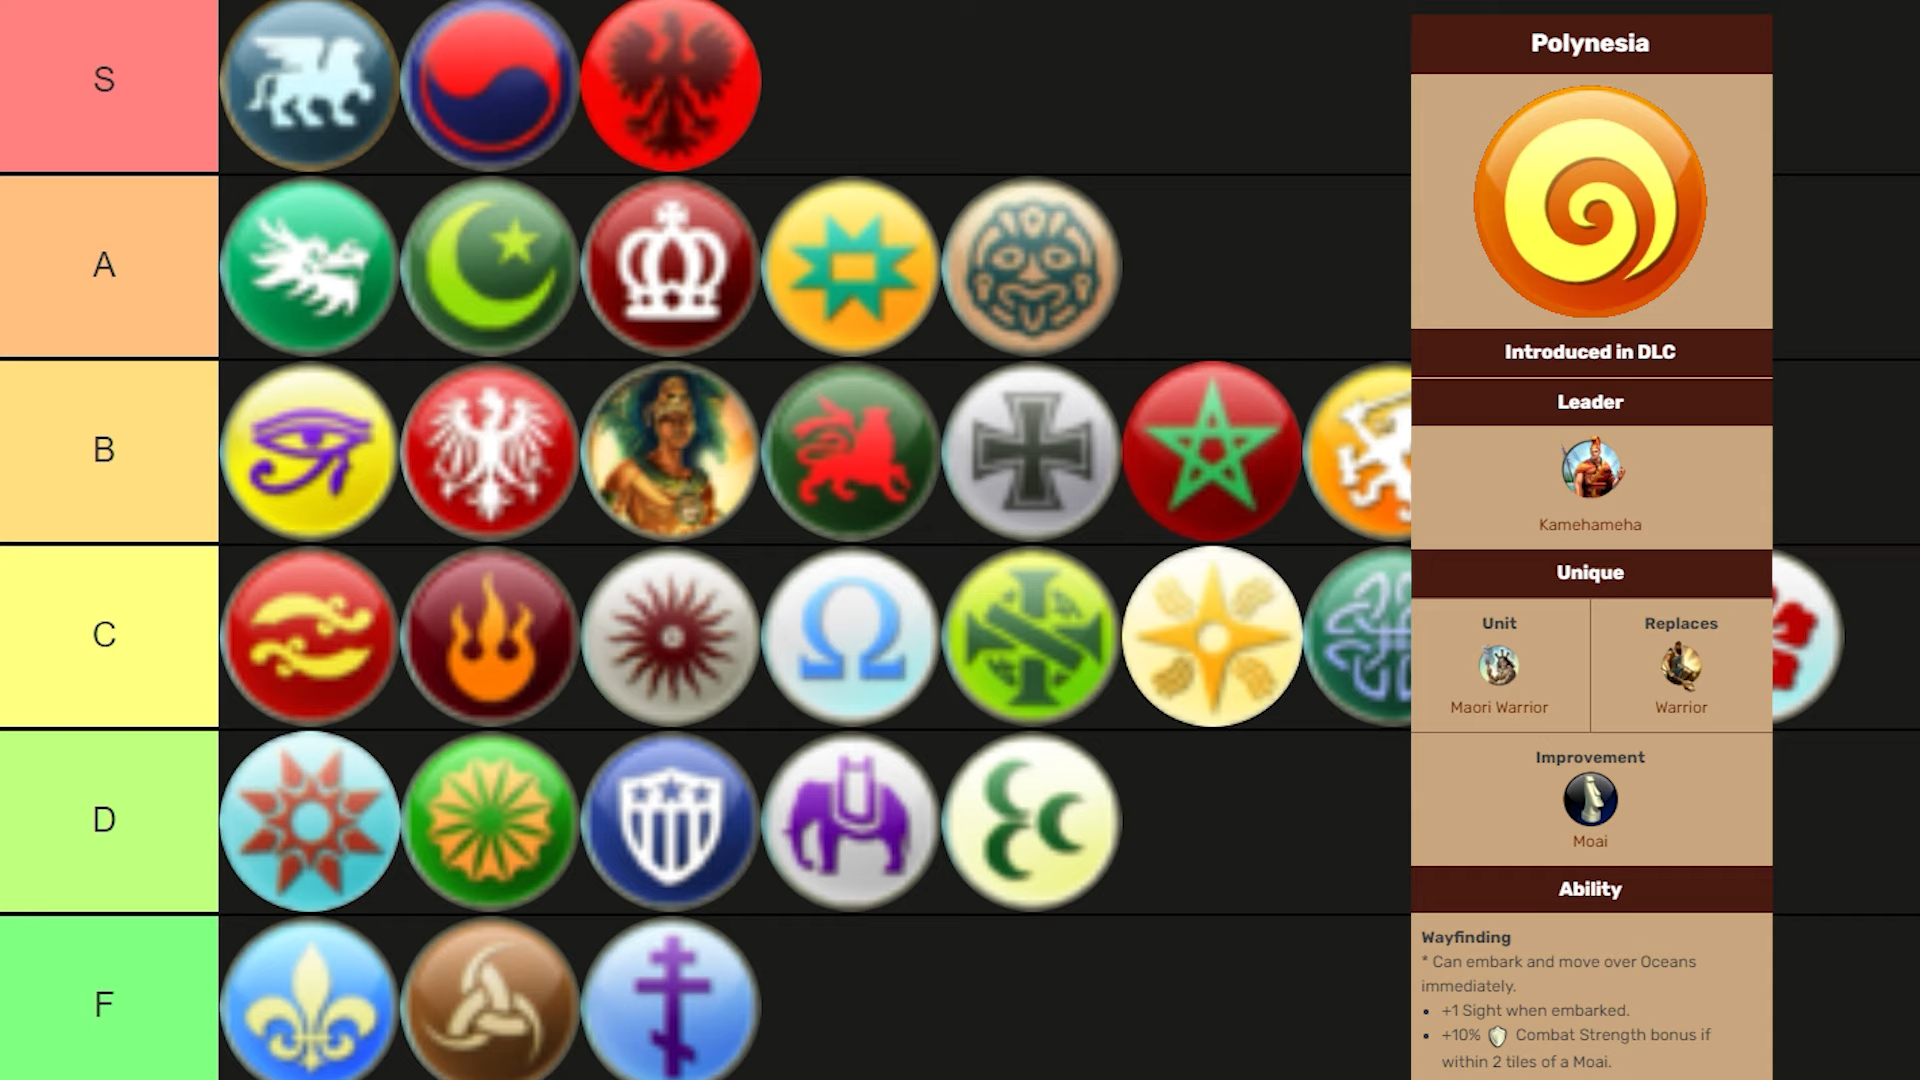 S
A
B
C
D
F
Polynesia
Introduced in DLC
Leader
Kamehameha
Unique
Unit Replaces
Maori Warrior Warrior
Improvement
Moai
Ability
Wayfinding
* Can embark and move over Oceans
immediately.
• +1 Sight when embarked.
• +10% Combat Strength bonus if
within 2 tiles of a Moai.